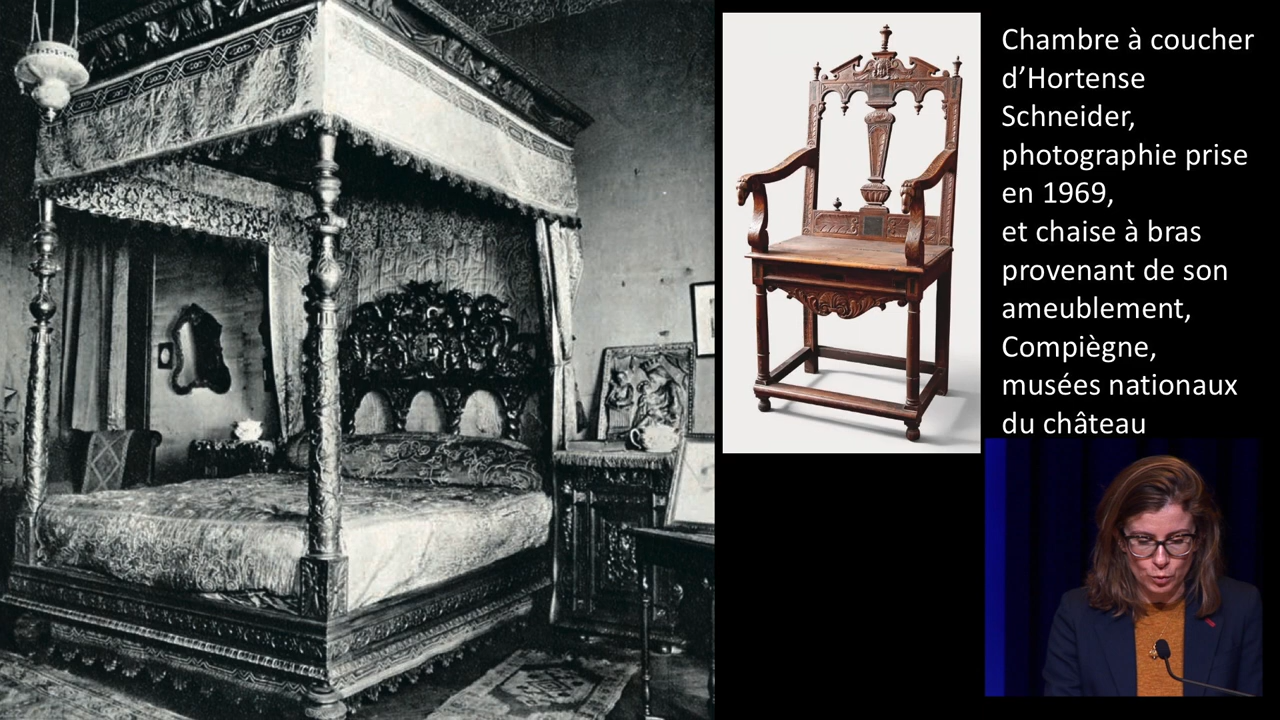 Chambre à coucher
d’Hortense
Schneider,
photographie prise
en 1969,
et chaise à bras
provenant de son
ameublement,
Compiègne,
musées nationaux
du château